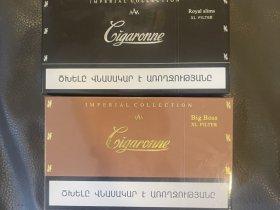 IMPERIAL COLLECTION
Cigaronne
Royal slims
XL FILTER
ԾԽԵԼԸ ՎՆԱՍԱԿԱՐ Է ԱՌՈՂՋՈՒԹՅԱՆԸ
IMPERIAL COLLECTION
Cigaronne
Big Boss
XL FILTER
ԾԽԵԼԸ ՎՆԱՍԱԿԱՐ Է ԱՌՈՂՋՈՒԹՅԱՆԸ